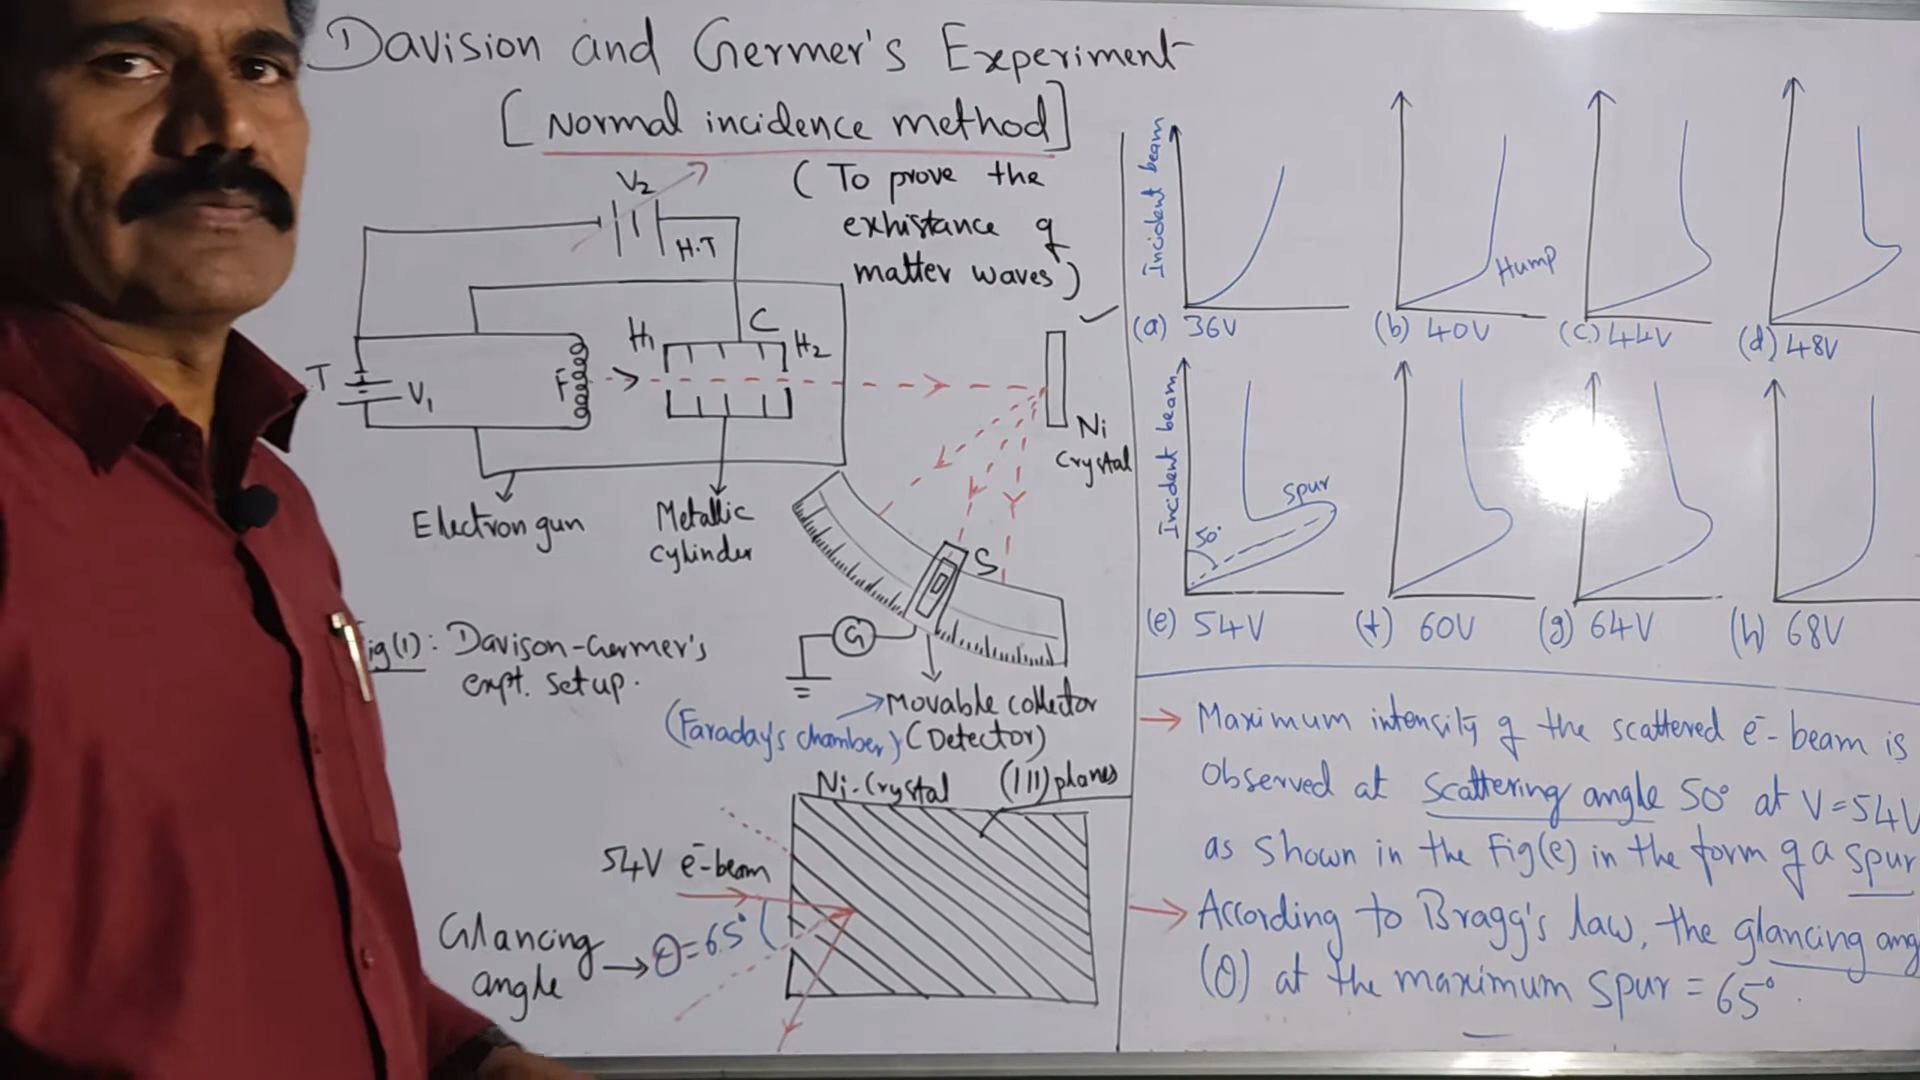 Davision and Germer's Experiment
[Normal incidence method]
(To prove the
exhistance of
matter waves)
V2
H.T
H1
C
H2
T
V1
F
Ni
Crystal
Electron gun
Metallic
cylinder
S
G
Movable collector
(Faraday's chamber) (Detector)
ig(1): Davison-Germer's
expt. set up.
Ni-Crystal
(111) planes
54V e⁻-beam
Glancing
angle
θ=65°
Incident beam
(a) 36V
Hump
(b) 40V
(c) 44V
(d) 48V
Incident beam
Spur
50°
(e) 54V
(f) 60V
(g) 64V
(h) 68V
→ Maximum intensity of the scattered e⁻-beam is
observed at scattering angle 50° at V=54V
as shown in the Fig(e) in the form of a spur
→ According to Bragg's law, the glancing ang
(θ) at the maximum spur = 65°.